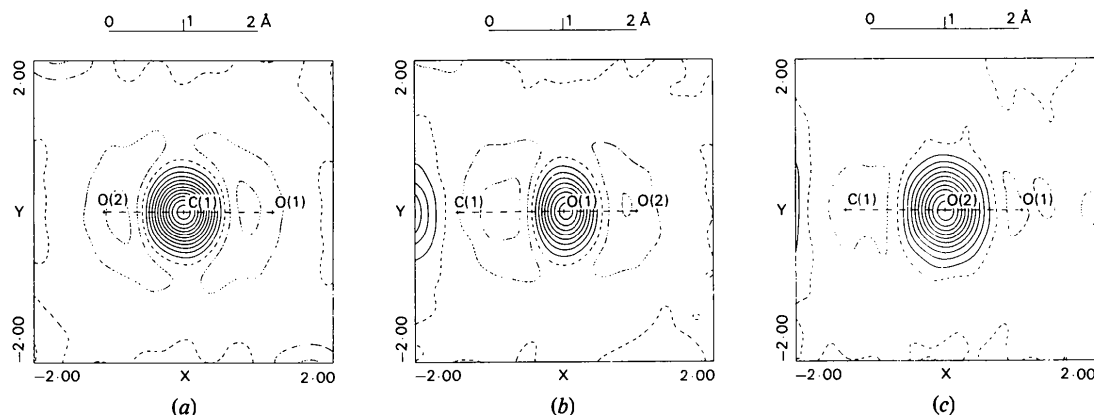 0 1 2 Å
2·00
Y
−2·00
O(2) C(1) O(1)
−2·00 X 2·00
(a)
0 1 2 Å
2·00
Y
−2·00
C(1) O(1) O(2)
−2·00 X 2·00
(b)
0 1 2 Å
2·00
Y
−2·00
C(1) O(2) O(1)
−2·00 X 2·00
(c)